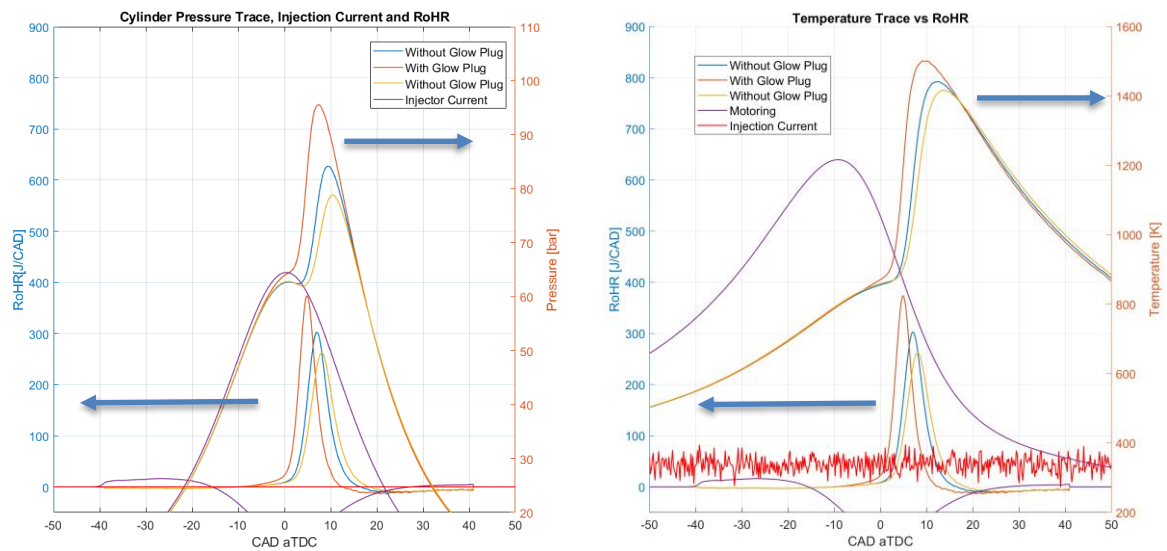 Cylinder Pressure Trace, Injection Current and RoHR
900
800
700
600
500
400
300
200
100
0
RoHR[J/CAD]
Without Glow Plug
With Glow Plug
Without Glow Plug
Injector Current
110
100
90
80
70
60
50
40
30
20
Pressure [bar]
-50 -40 -30 -20 -10 0 10 20 30 40 50
CAD aTDC
Temperature Trace vs RoHR
900
800
700
600
500
400
300
200
100
0
RoHR [J/CAD]
Without Glow Plug
With Glow Plug
Without Glow Plug
Motoring
Injection Current
1600
1400
1200
1000
800
600
400
200
Temperature [K]
-50 -40 -30 -20 -10 0 10 20 30 40 50
CAD aTDC